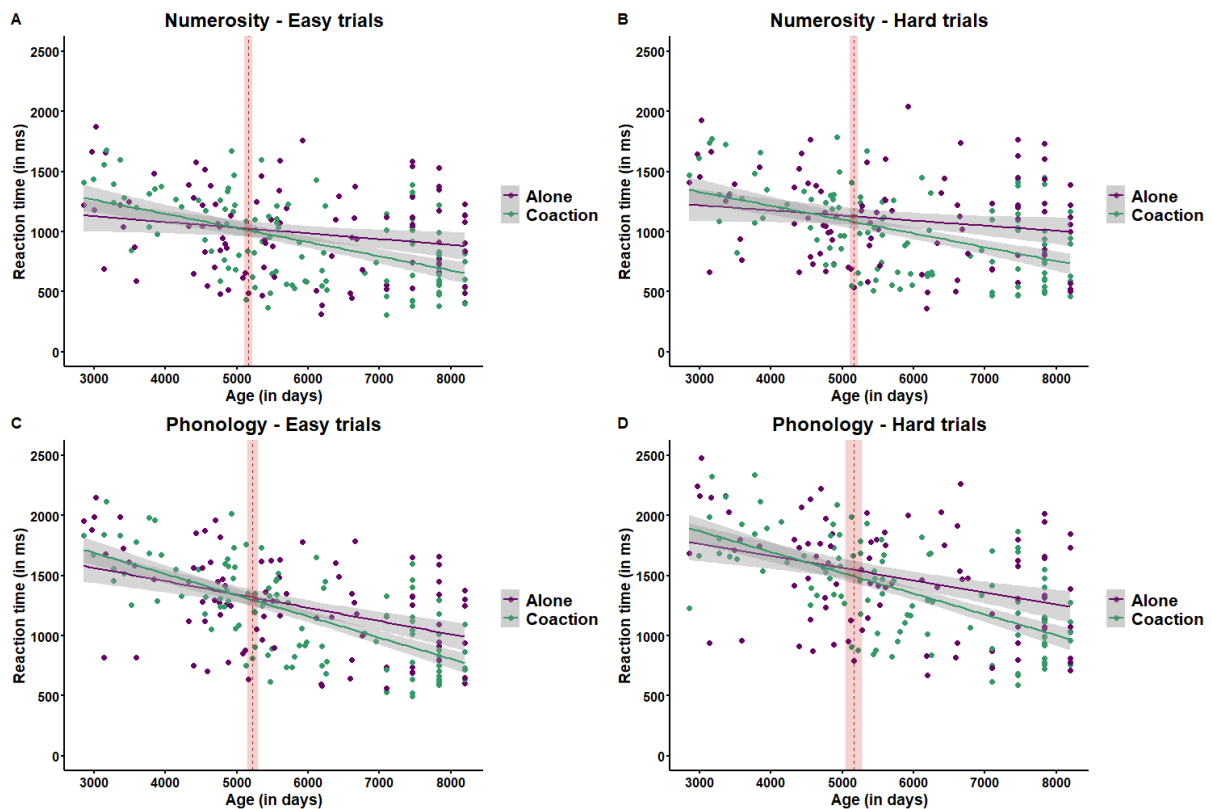 A
Numerosity - Easy trials
Reaction time (in ms)
2500
2000
1500
1000
500
0
3000 4000 5000 6000 7000 8000
Age (in days)
Alone
Coaction
B
Numerosity - Hard trials
Reaction time (in ms)
2500
2000
1500
1000
500
0
3000 4000 5000 6000 7000 8000
Age (in days)
Alone
Coaction
C
Phonology - Easy trials
Reaction time (in ms)
2500
2000
1500
1000
500
0
3000 4000 5000 6000 7000 8000
Age (in days)
Alone
Coaction
D
Phonology - Hard trials
Reaction time (in ms)
2500
2000
1500
1000
500
0
3000 4000 5000 6000 7000 8000
Age (in days)
Alone
Coaction